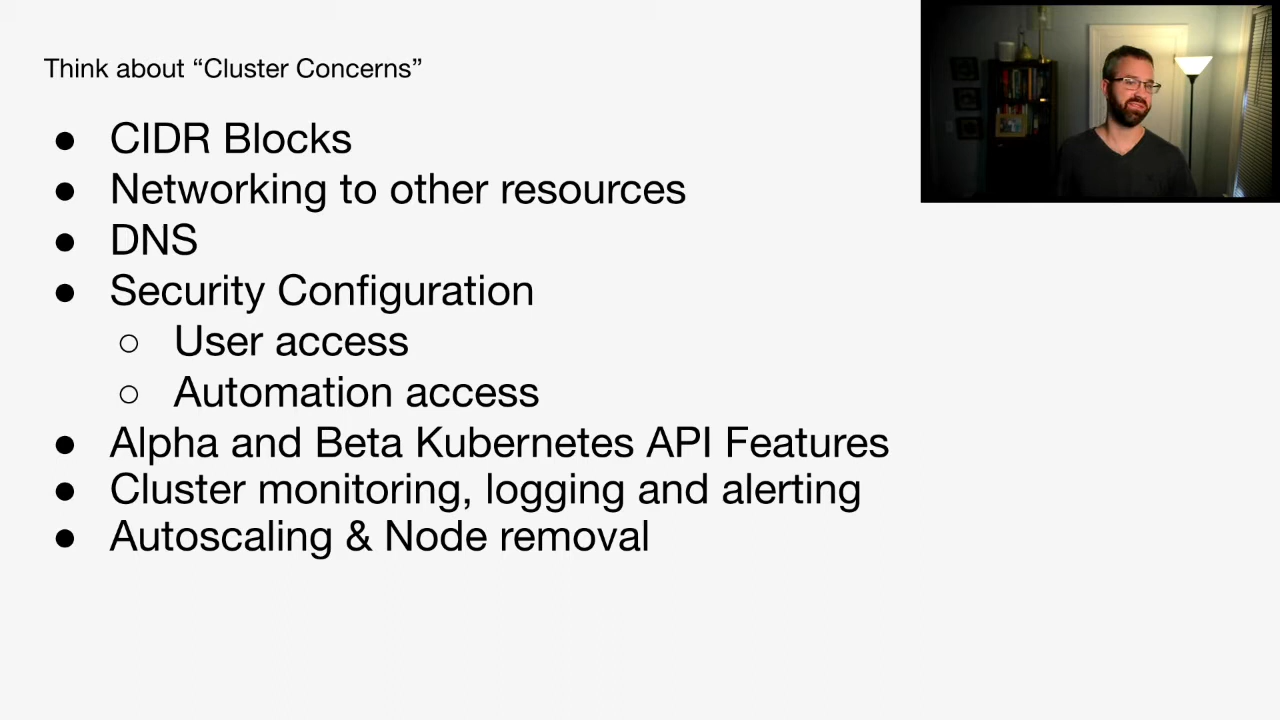 Think about “Cluster Concerns”
● CIDR Blocks
● Networking to other resources
● DNS
● Security Configuration
○ User access
○ Automation access
● Alpha and Beta Kubernetes API Features
● Cluster monitoring, logging and alerting
● Autoscaling & Node removal